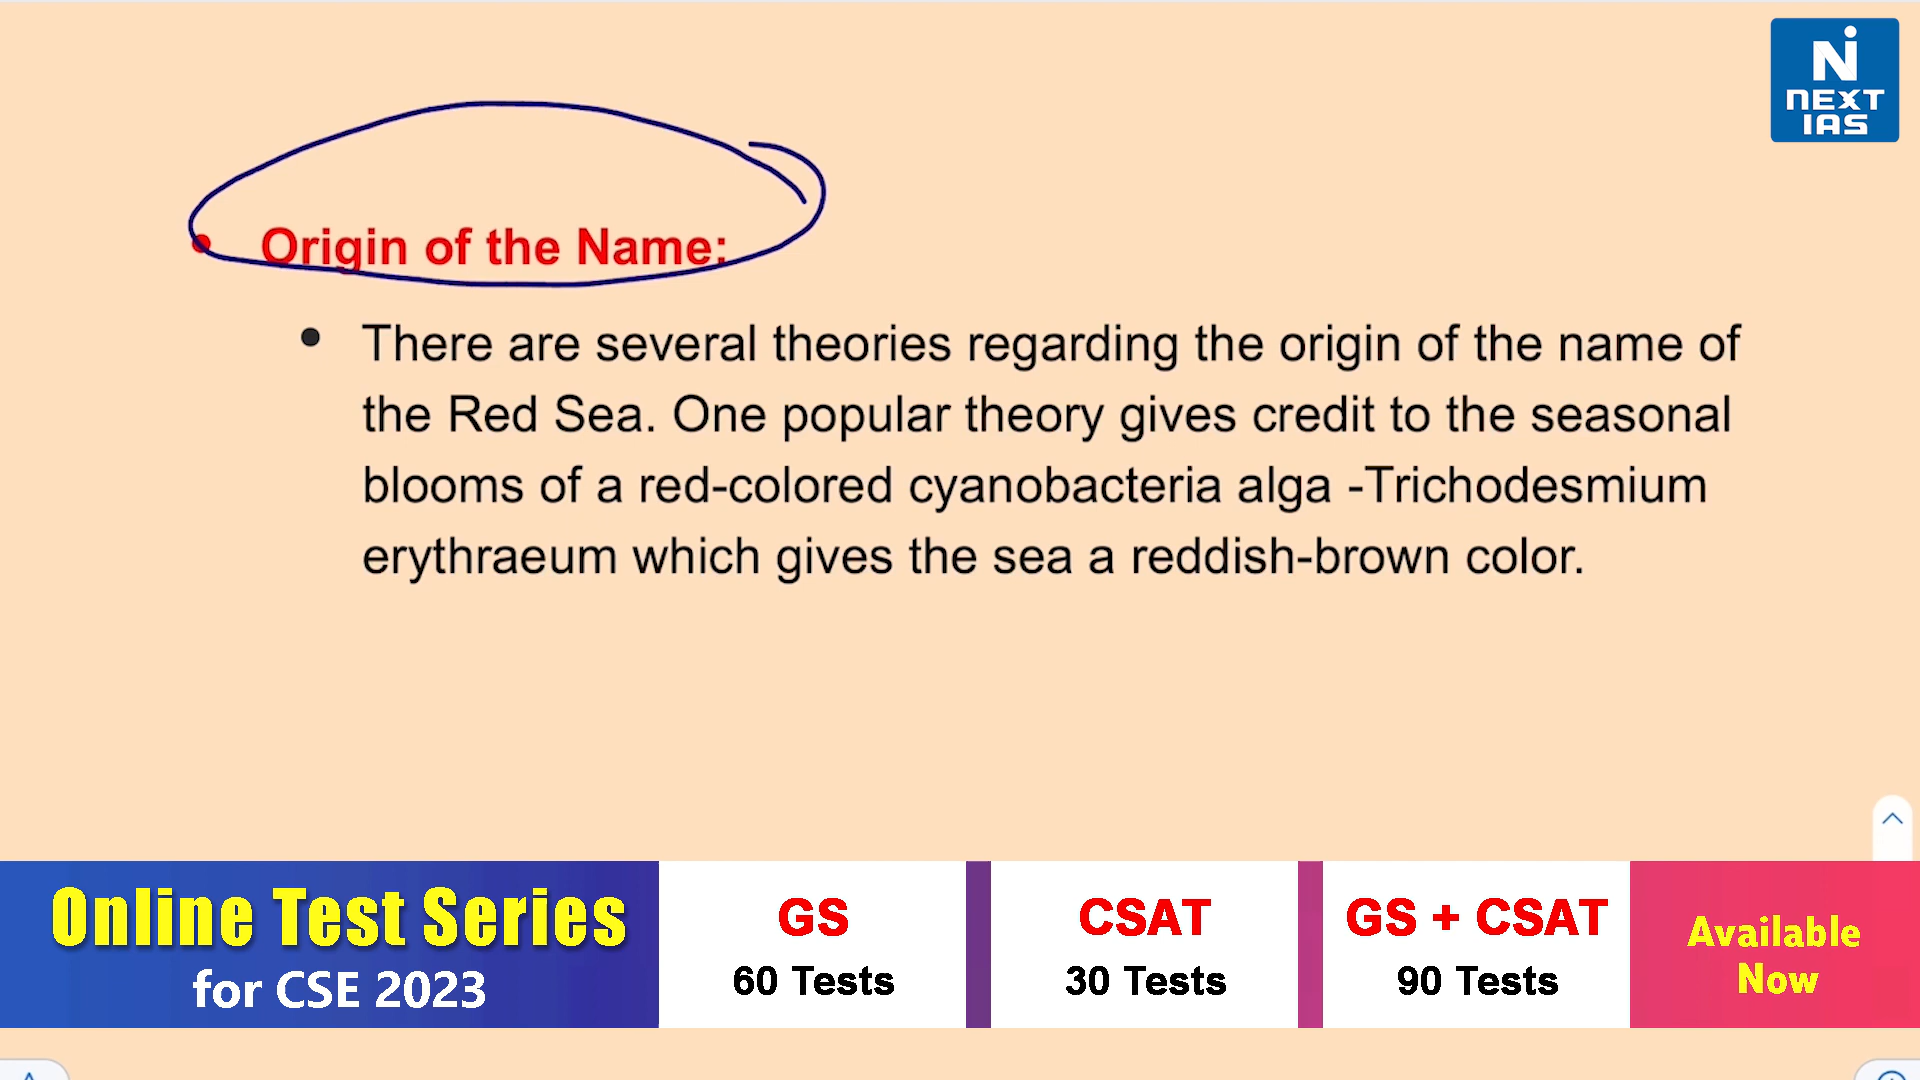 NEXT
IAS
• Origin of the Name:
• There are several theories regarding the origin of the name of
the Red Sea. One popular theory gives credit to the seasonal
blooms of a red-colored cyanobacteria alga -Trichodesmium
erythraeum which gives the sea a reddish-brown color.
Online Test Series
for CSE 2023
GS
60 Tests
CSAT
30 Tests
GS + CSAT
90 Tests
Available
Now